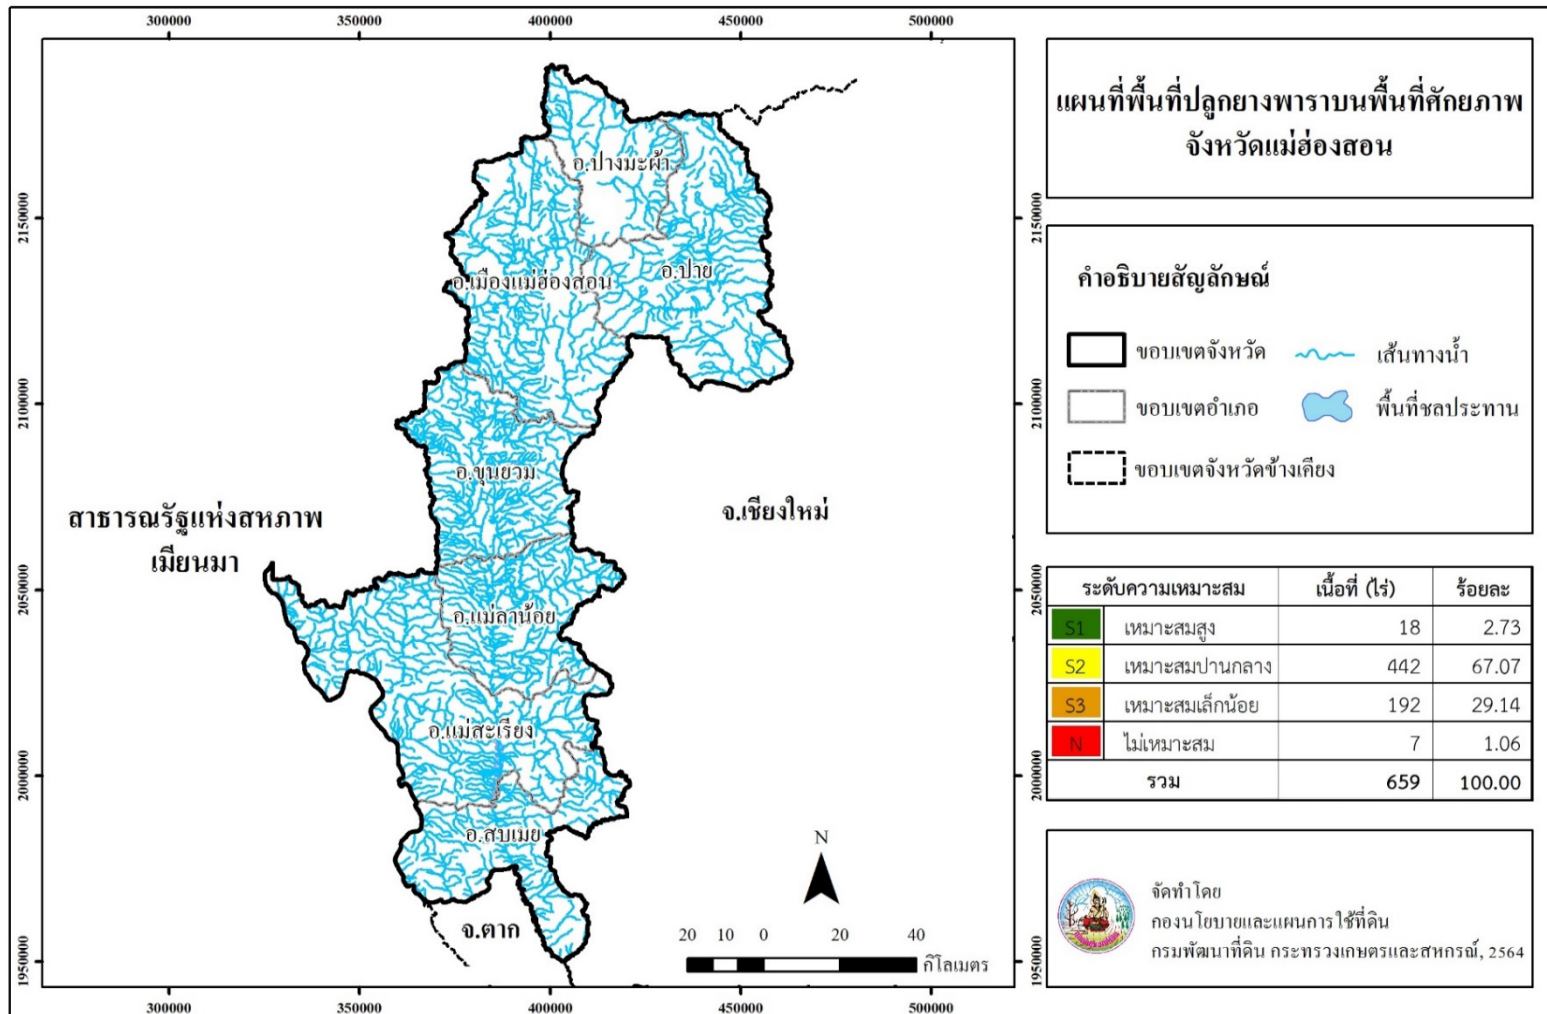 300000 350000 400000 450000 500000
แผนที่พื้นที่ปลูกยางพาราบนพื้นที่ศักยภาพ
จังหวัดแม่ฮ่องสอน
2150000 2150000
2100000 2100000
2050000 2050000
2000000 2000000
1950000 1950000
อ.ปางมะผ้า
อ.ปาย
อ.เมืองแม่ฮ่องสอน
อ.ขุนยวม
สาธารณรัฐแห่งสหภาพ
เมียนมา
จ.เชียงใหม่
อ.แม่ลาน้อย
อ.แม่สะเรียง
อ.สบเมย
จ.ตาก
N
20 10 0 20 40
กิโลเมตร
300000 350000 400000 450000 500000
คำอธิบายสัญลักษณ์
ขอบเขตจังหวัด เส้นทางน้ำ
ขอบเขตอำเภอ พื้นที่ชลประทาน
ขอบเขตจังหวัดข้างเคียง
ระดับความเหมาะสม เนื้อที่ (ไร่) ร้อยละ
S1 เหมาะสมสูง 18 2.73
S2 เหมาะสมปานกลาง 442 67.07
S3 เหมาะสมเล็กน้อย 192 29.14
N ไม่เหมาะสม 7 1.06
รวม 659 100.00
จัดทำโดย
กองนโยบายและแผนการใช้ที่ดิน
กรมพัฒนาที่ดิน กระทรวงเกษตรและสหกรณ์, 2564